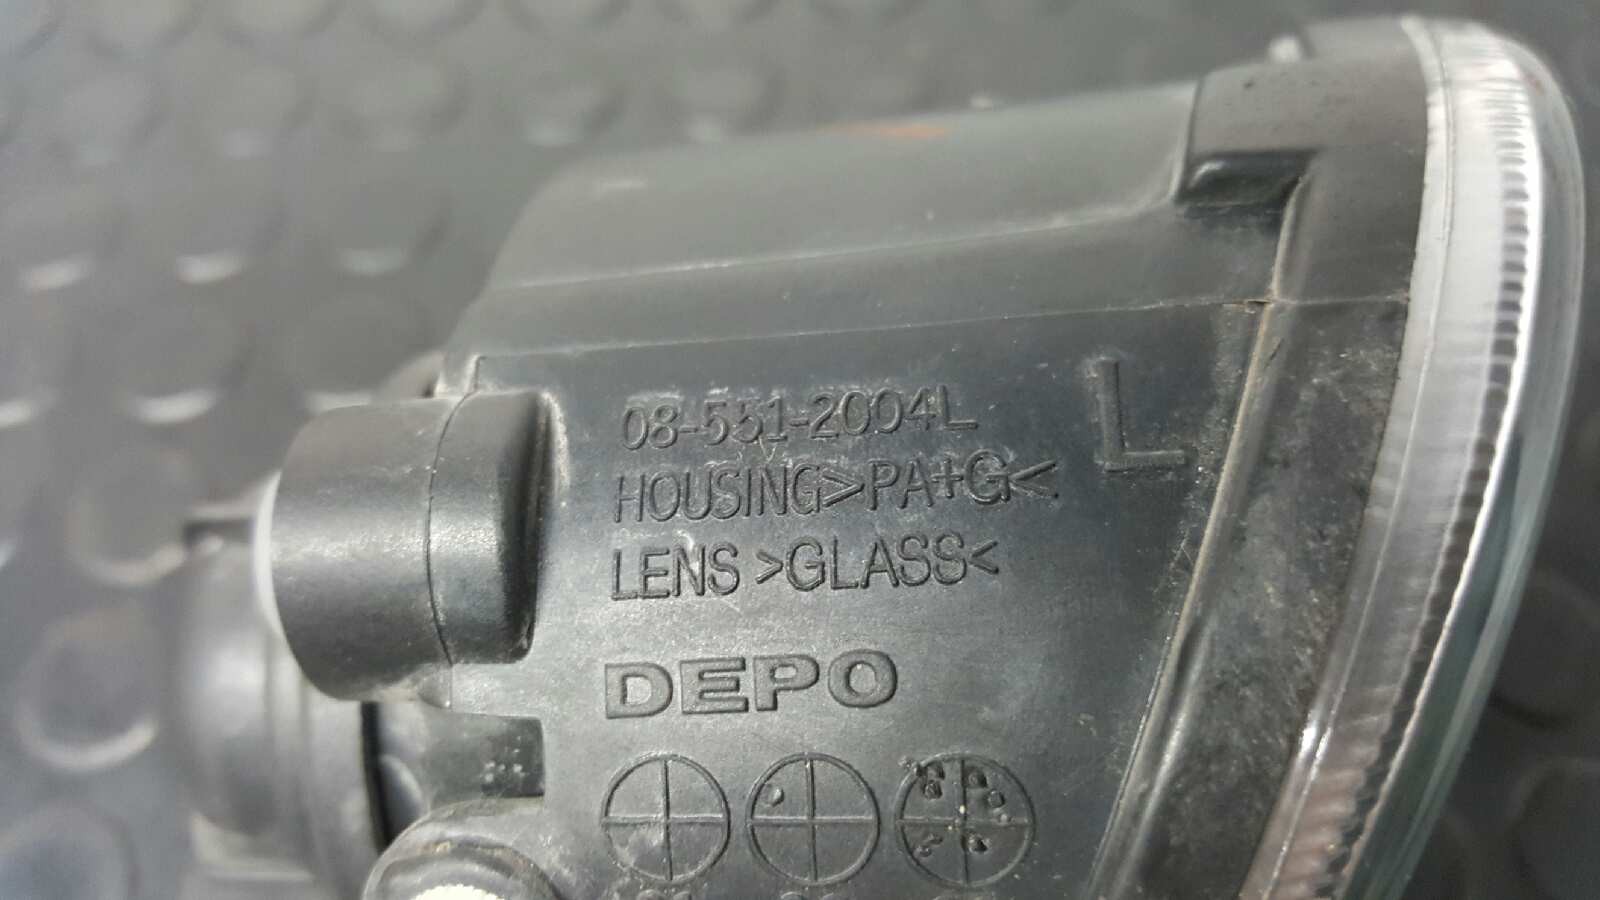 08-551-2004L
HOUSING>PA+G<
L
LENS >GLASS<
DEPO